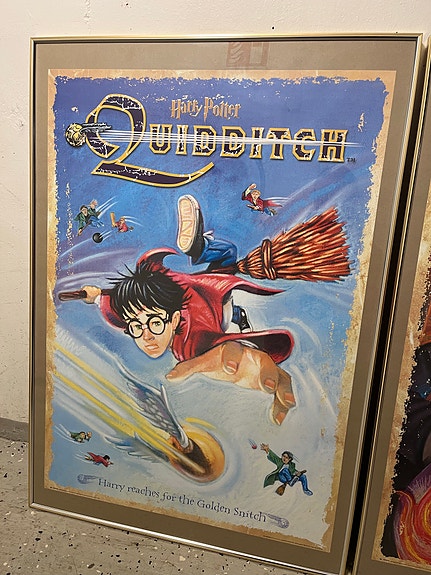 Harry Potter
QUIDDITCH
TM
Harry reaches for the Golden Snitch